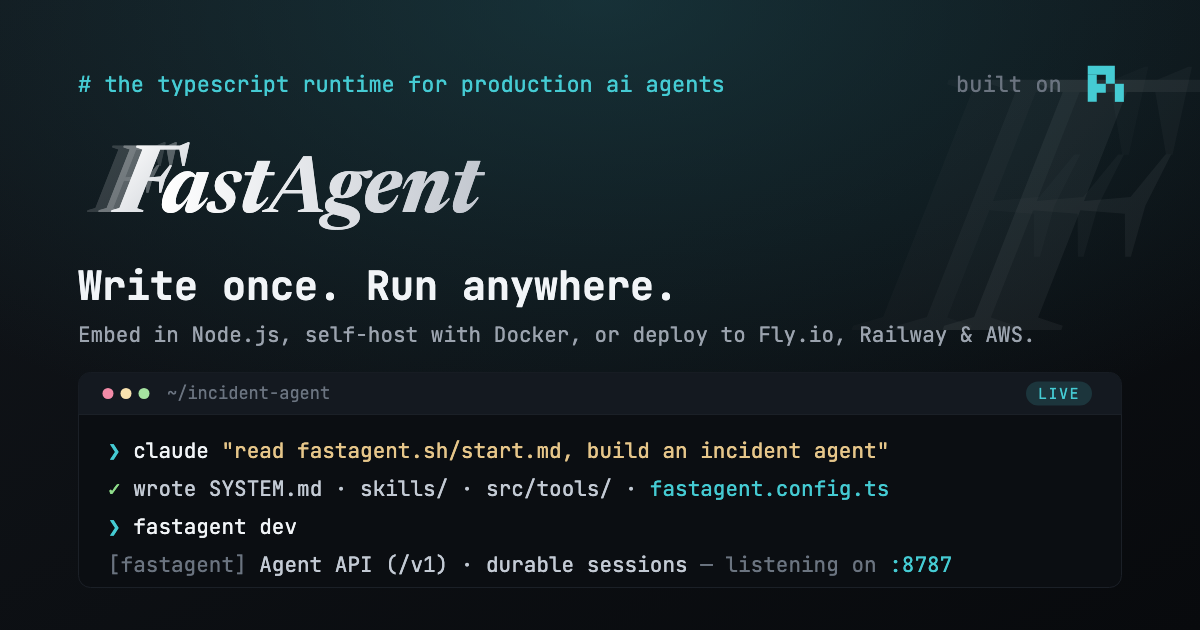 # the typescript runtime for production ai agents
built on
FastAgent
Write once. Run anywhere.
Embed in Node.js, self-host with Docker, or deploy to Fly.io, Railway & AWS.
~/incident-agent
LIVE
❯ claude "read fastagent.sh/start.md, build an incident agent"
✓ wrote SYSTEM.md · skills/ · src/tools/ · fastagent.config.ts
❯ fastagent dev
[fastagent] Agent API (/v1) · durable sessions — listening on :8787